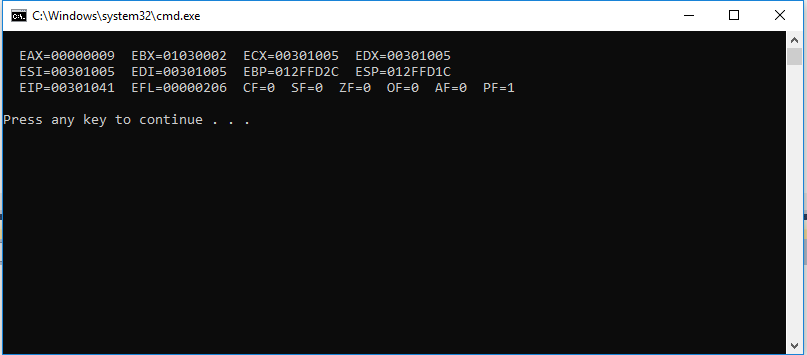 C:\Windows\system32\cmd.exe
EAX=00000009  EBX=01030002  ECX=00301005  EDX=00301005
ESI=00301005  EDI=00301005  EBP=012FFD2C  ESP=012FFD1C
EIP=00301041  EFL=00000206  CF=0  SF=0  ZF=0  OF=0  AF=0  PF=1
Press any key to continue . . .